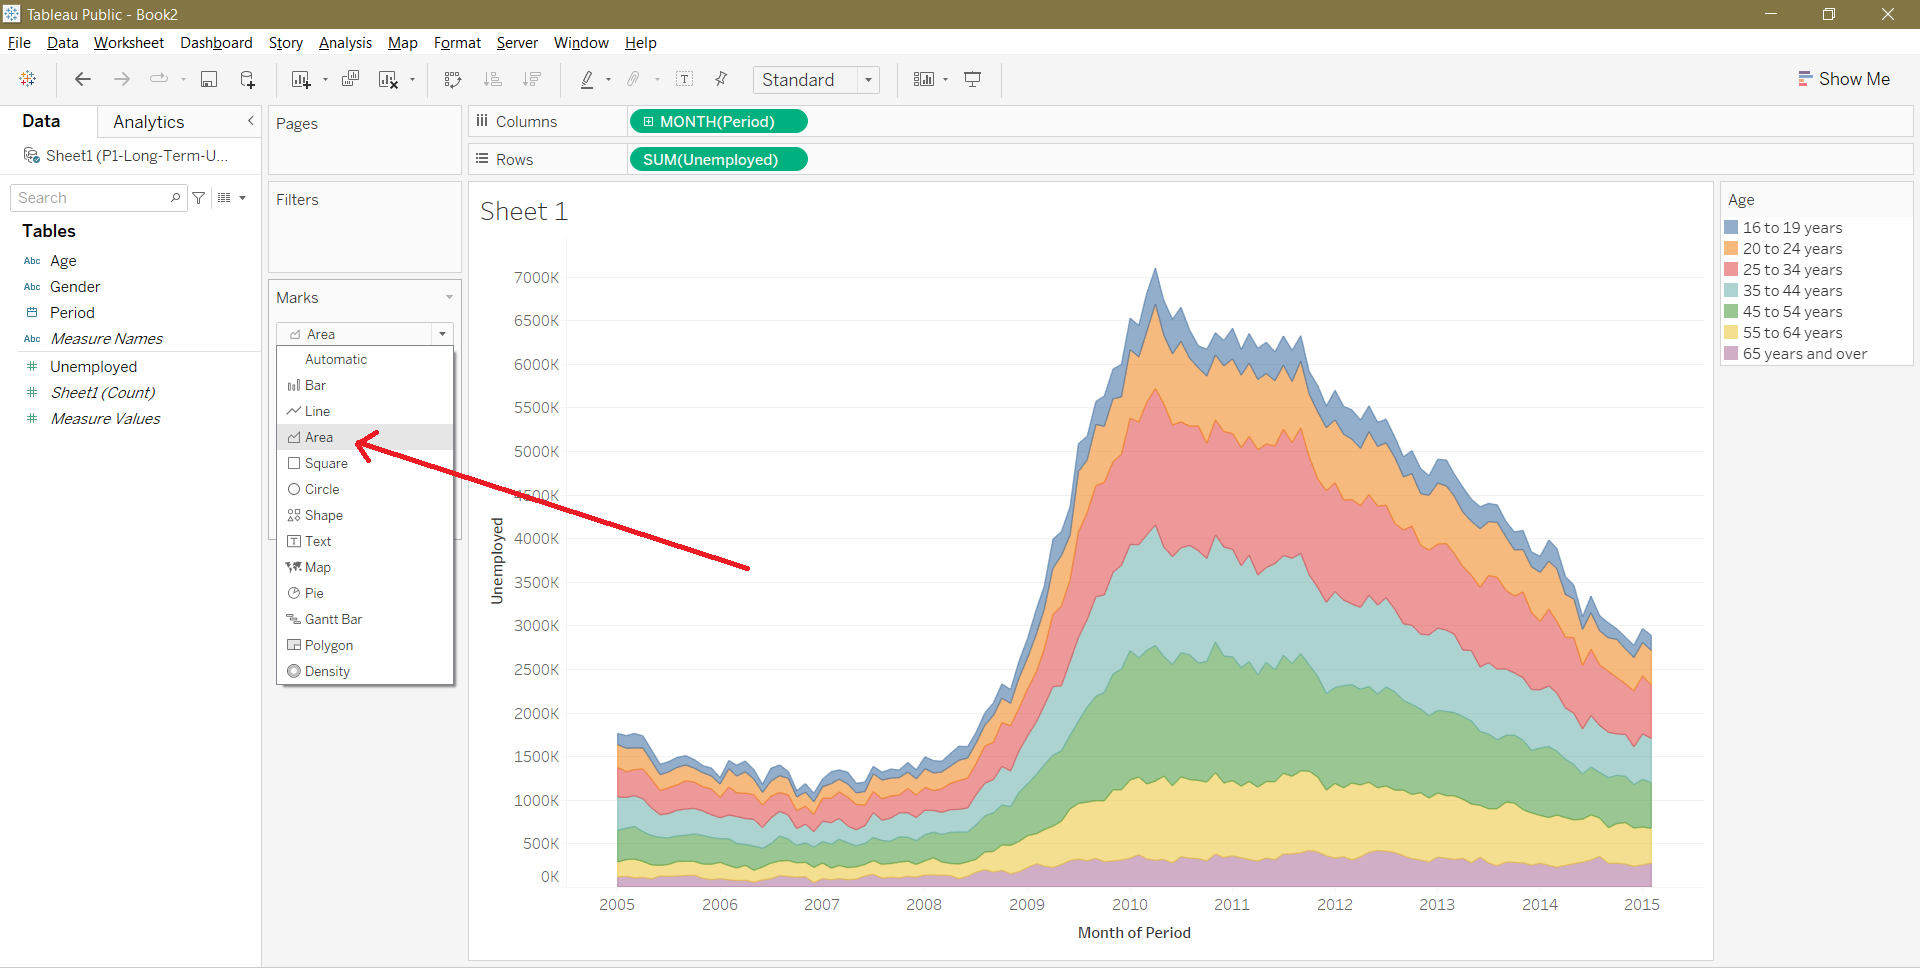 Tableau Public - Book2
File Data Worksheet Dashboard Story Analysis Map Format Server Window Help
Standard
Show Me
Data
Analytics
Sheet1 (P1-Long-Term-U...
Search
Tables
Abc Age
Abc Gender
Period
Abc Measure Names
Unemployed
Sheet1 (Count)
Measure Values
Pages
Filters
Marks
Area
Automatic
Bar
Line
Area
Square
Circle
Shape
Text
Map
Pie
Gantt Bar
Polygon
Density
Columns
MONTH(Period)
Rows
SUM(Unemployed)
Sheet 1
Unemployed
7000K
6500K
6000K
5500K
5000K
4500K
4000K
3500K
3000K
2500K
2000K
1500K
1000K
500K
0K
2005 2006 2007 2008 2009 2010 2011 2012 2013 2014 2015
Month of Period
Age
16 to 19 years
20 to 24 years
25 to 34 years
35 to 44 years
45 to 54 years
55 to 64 years
65 years and over